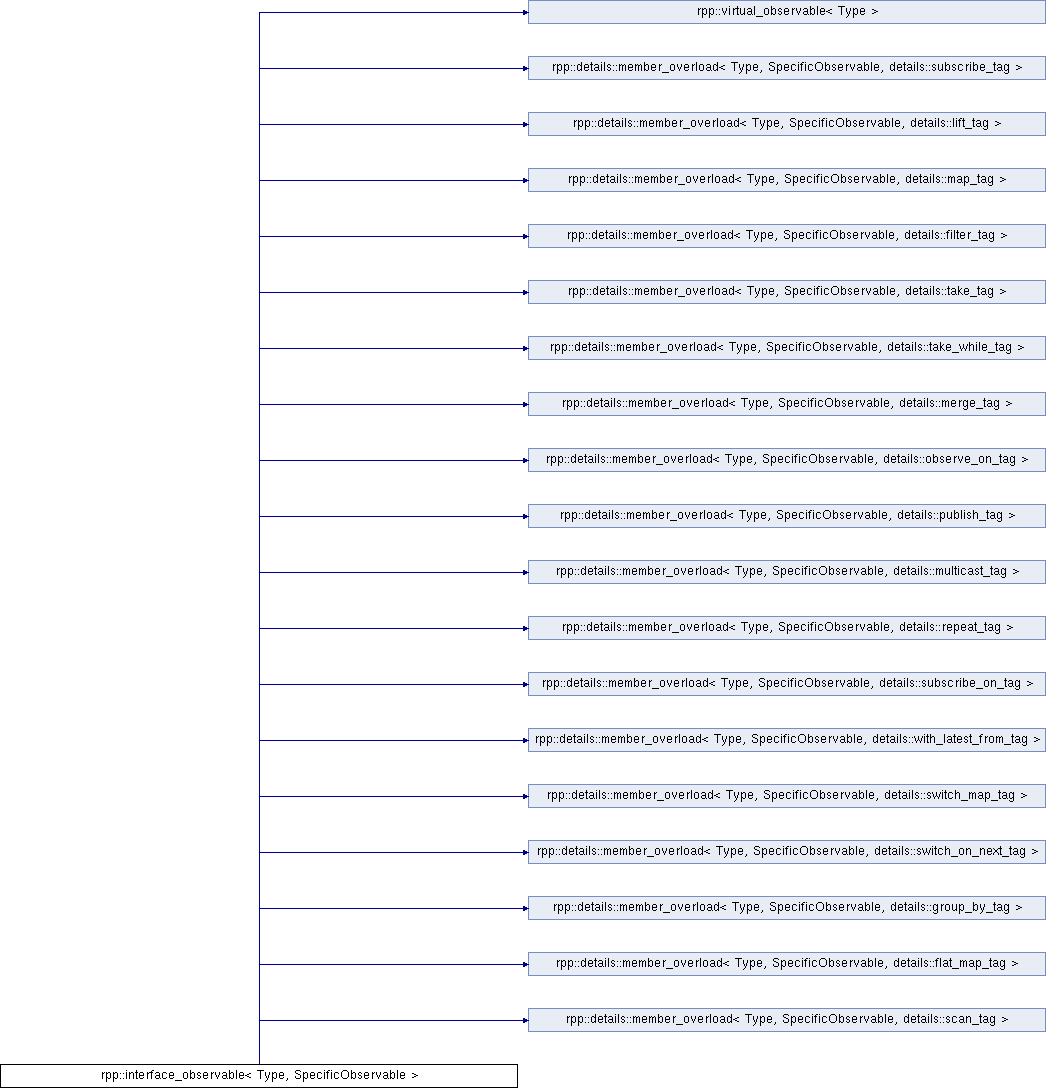 rpp::virtual_observable< Type >
rpp::details::member_overload< Type, SpecificObservable, details::subscribe_tag >
rpp::details::member_overload< Type, SpecificObservable, details::lift_tag >
rpp::details::member_overload< Type, SpecificObservable, details::map_tag >
rpp::details::member_overload< Type, SpecificObservable, details::filter_tag >
rpp::details::member_overload< Type, SpecificObservable, details::take_tag >
rpp::details::member_overload< Type, SpecificObservable, details::take_while_tag >
rpp::details::member_overload< Type, SpecificObservable, details::merge_tag >
rpp::details::member_overload< Type, SpecificObservable, details::observe_on_tag >
rpp::details::member_overload< Type, SpecificObservable, details::publish_tag >
rpp::details::member_overload< Type, SpecificObservable, details::multicast_tag >
rpp::details::member_overload< Type, SpecificObservable, details::repeat_tag >
rpp::details::member_overload< Type, SpecificObservable, details::subscribe_on_tag >
rpp::details::member_overload< Type, SpecificObservable, details::with_latest_from_tag >
rpp::details::member_overload< Type, SpecificObservable, details::switch_map_tag >
rpp::details::member_overload< Type, SpecificObservable, details::switch_on_next_tag >
rpp::details::member_overload< Type, SpecificObservable, details::group_by_tag >
rpp::details::member_overload< Type, SpecificObservable, details::flat_map_tag >
rpp::details::member_overload< Type, SpecificObservable, details::scan_tag >
rpp::interface_observable< Type, SpecificObservable >